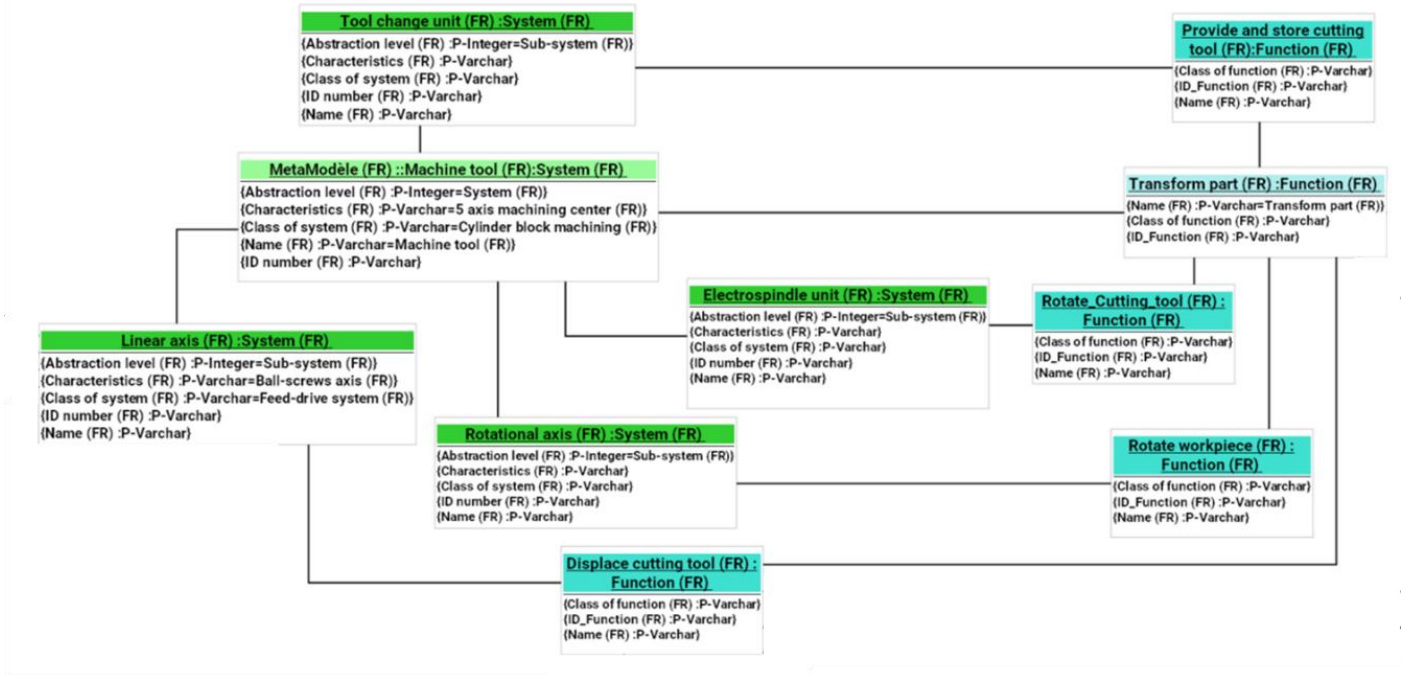 Tool change unit (FR) :System (FR)
{Abstraction level (FR) :P-Integer=Sub-system (FR)}
{Characteristics (FR) :P-Varchar}
{Class of system (FR) :P-Varchar}
{ID number (FR) :P-Varchar}
{Name (FR) :P-Varchar}
Provide and store cutting
tool (FR):Function (FR)
{Class of function (FR) :P-Varchar}
{ID_Function (FR) :P-Varchar}
{Name (FR) :P-Varchar}
MetaModèle (FR) ::Machine tool (FR):System (FR)
{Abstraction level (FR) :P-Integer=System (FR)}
{Characteristics (FR) :P-Varchar=5 axis machining center (FR)}
{Class of system (FR) :P-Varchar=Cylinder block machining (FR)}
{Name (FR) :P-Varchar=Machine tool (FR)}
{ID number (FR) :P-Varchar}
Transform part (FR) :Function (FR)
{Name (FR) :P-Varchar=Transform part (FR)}
{Class of function (FR) :P-Varchar}
{ID_Function (FR) :P-Varchar}
Electrospindle unit (FR) :System (FR)
{Abstraction level (FR) :P-Integer=Sub-system (FR)}
{Characteristics (FR) :P-Varchar}
{Class of system (FR) :P-Varchar}
{ID number (FR) :P-Varchar}
{Name (FR) :P-Varchar}
Rotate_Cutting_tool (FR) :
Function (FR)
{Class of function (FR) :P-Varchar}
{ID_Function (FR) :P-Varchar}
{Name (FR) :P-Varchar}
Linear axis (FR) :System (FR)
{Abstraction level (FR) :P-Integer=Sub-system (FR)}
{Characteristics (FR) :P-Varchar=Ball-screws axis (FR)}
{Class of system (FR) :P-Varchar=Feed-drive system (FR)}
{ID number (FR) :P-Varchar}
{Name (FR) :P-Varchar}
Rotational axis (FR) :System (FR)
{Abstraction level (FR) :P-Integer=Sub-system (FR)}
{Characteristics (FR) :P-Varchar}
{Class of system (FR) :P-Varchar}
{ID number (FR) :P-Varchar}
{Name (FR) :P-Varchar}
Rotate workpiece (FR) :
Function (FR)
{Class of function (FR) :P-Varchar}
{ID_Function (FR) :P-Varchar}
{Name (FR) :P-Varchar}
Displace cutting tool (FR) :
Function (FR)
{Class of function (FR) :P-Varchar}
{ID_Function (FR) :P-Varchar}
{Name (FR) :P-Varchar}